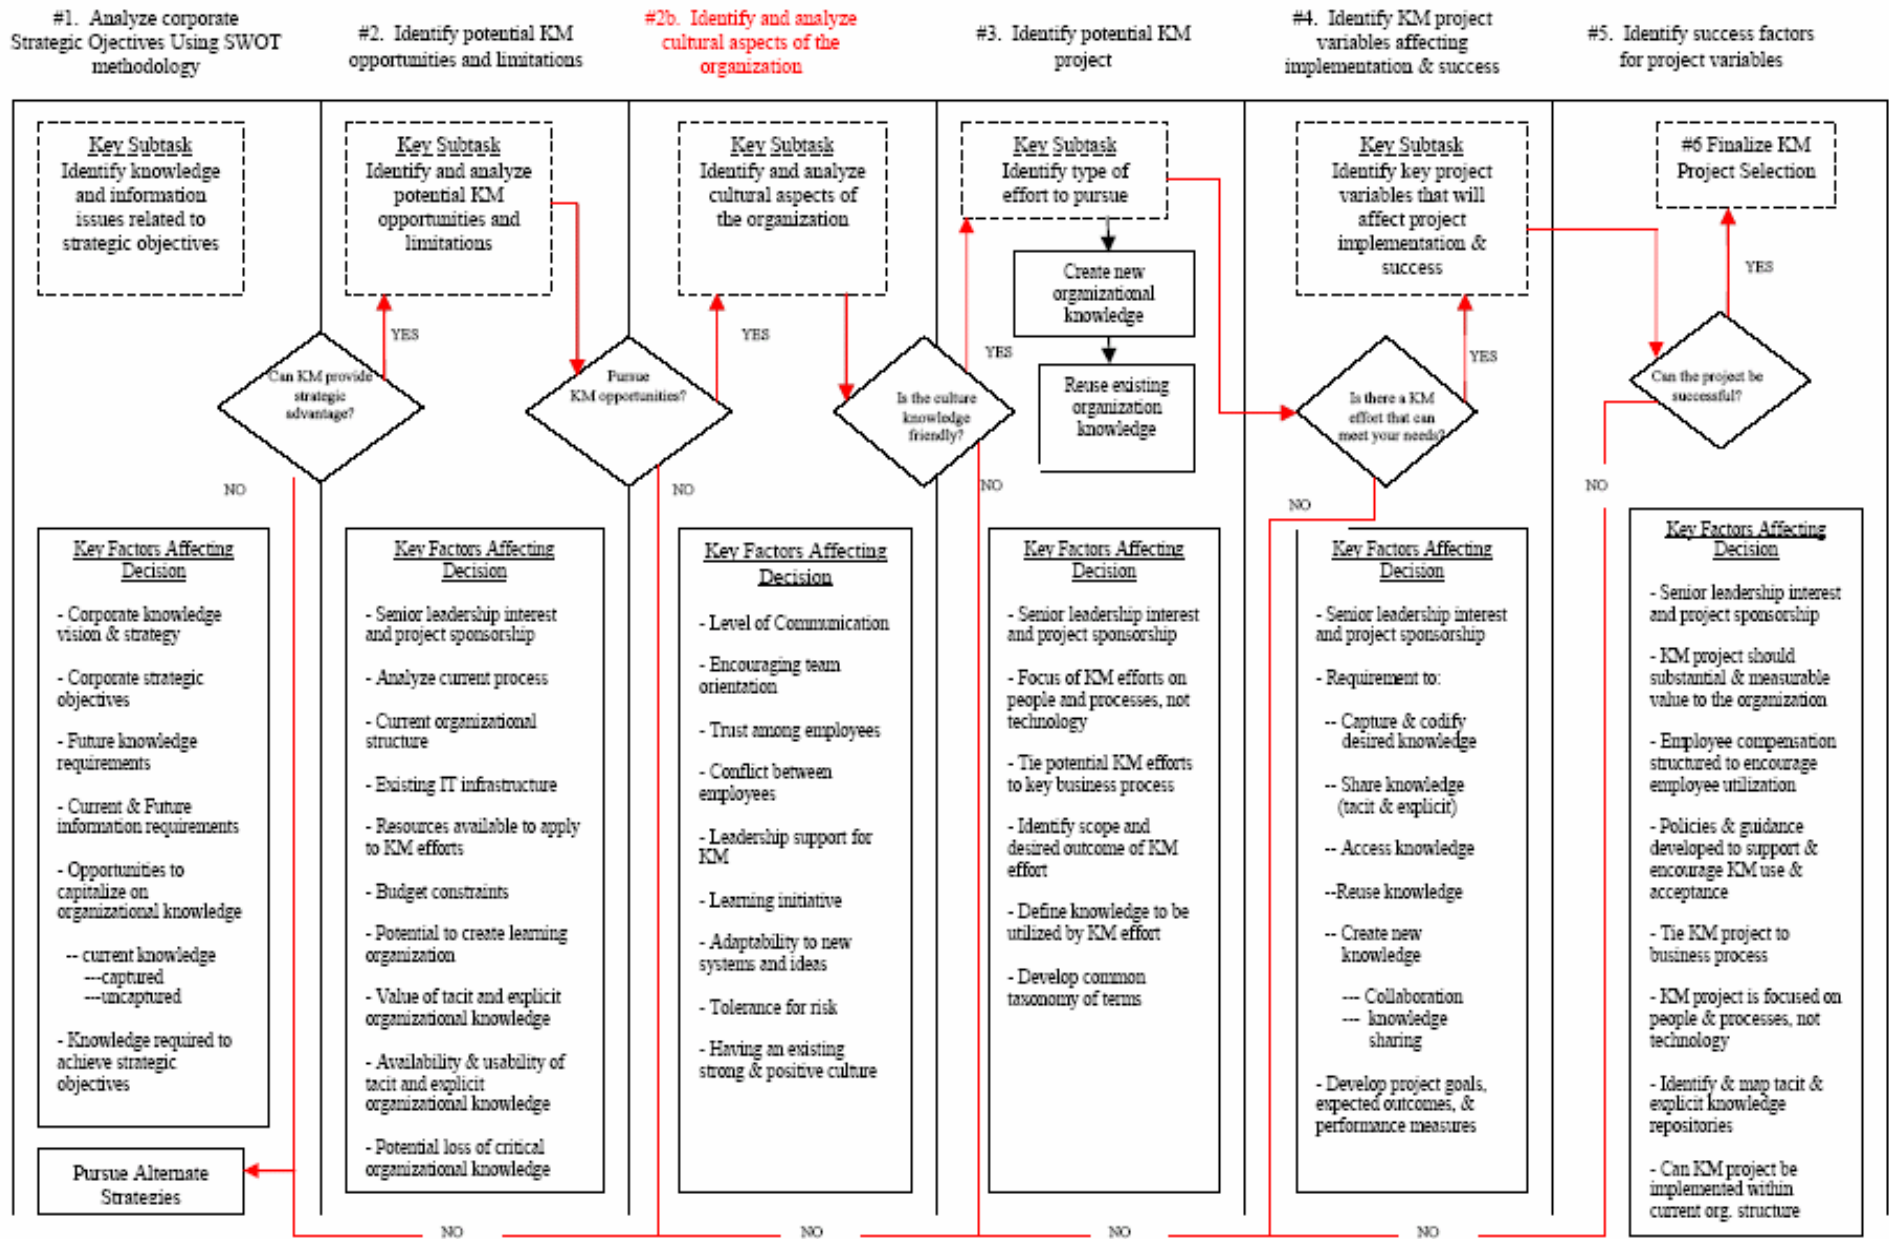 #1. Analyze corporate
Strategic Ojectives Using SWOT
methodology
#2. Identify potential KM
opportunities and limitations
#2b. Identify and analyze
cultural aspects of the
organization
#3. Identify potential KM
project
#4. Identify KM project
variables affecting
implementation & success
#5. Identify success factors
for project variables
Key Subtask
Identify knowledge
and information
issues related to
strategic objectives
Key Subtask
Identify and analyze
potential KM
opportunities and
limitations
Key Subtask
Identify and analyze
cultural aspects of
the organization
Key Subtask
Identify type of
effort to pursue
Create new
organizational
knowledge
Reuse existing
organization
knowledge
Key Subtask
Identify key project
variables that will
affect project
implementation &
success
#6 Finalize KM
Project Selection
YES
YES
YES
YES
YES
Can KM provide
strategic
advantage?
Pursue
KM opportunities?
Is the culture
knowledge
friendly?
Is there a KM
effort that can
meet your needs?
Can the project be
successful?
NO
NO
NO
NO
NO
Key Factors Affecting
Decision
- Corporate knowledge
vision & strategy
- Corporate strategic
objectives
- Future knowledge
requirements
- Current & Future
information requirements
- Opportunities to
capitalize on
organizational knowledge
-- current knowledge
---captured
---uncaptured
- Knowledge required to
achieve strategic
objectives
Pursue Alternate
Strategies
Key Factors Affecting
Decision
- Senior leadership interest
and project sponsorship
- Analyze current process
- Current organizational
structure
- Existing IT infrastructure
- Resources available to apply
to KM efforts
- Budget constraints
- Potential to create learning
organization
- Value of tacit and explicit
organizational knowledge
- Availability & usability of
tacit and explicit
organizational knowledge
- Potential loss of critical
organizational knowledge
Key Factors Affecting
Decision
- Level of Communication
- Encouraging team
orientation
- Trust among employees
- Conflict between
employees
- Leadership support for
KM
- Learning initiative
- Adaptability to new
systems and ideas
- Tolerance for risk
- Having an existing
strong & positive culture
Key Factors Affecting
Decision
- Senior leadership interest
and project sponsorship
- Focus of KM efforts on
people and processes, not
technology
- Tie potential KM efforts
to key business process
- Identify scope and
desired outcome of KM
effort
- Define knowledge to be
utilized by KM effort
- Develop common
taxonomy of terms
Key Factors Affecting
Decision
- Senior leadership interest
and project sponsorship
- Requirement to:
-- Capture & codify
desired knowledge
-- Share knowledge
(tacit & explicit)
-- Access knowledge
--Reuse knowledge
-- Create new
knowledge
--- Collaboration
--- knowledge
sharing
- Develop project goals,
expected outcomes, &
performance measures
Key Factors Affecting
Decision
- Senior leadership interest
and project sponsorship
- KM project should
substantial & measurable
value to the organization
- Employee compensation
structured to encourage
employee utilization
- Policies & guidance
developed to support &
encourage KM use &
acceptance
- Tie KM project to
business process
- KM project is focused on
people & processes, not
technology
- Identify & map tacit &
explicit knowledge
repositories
- Can KM project be
implemented within
current org. structure
NO
NO
NO
NO